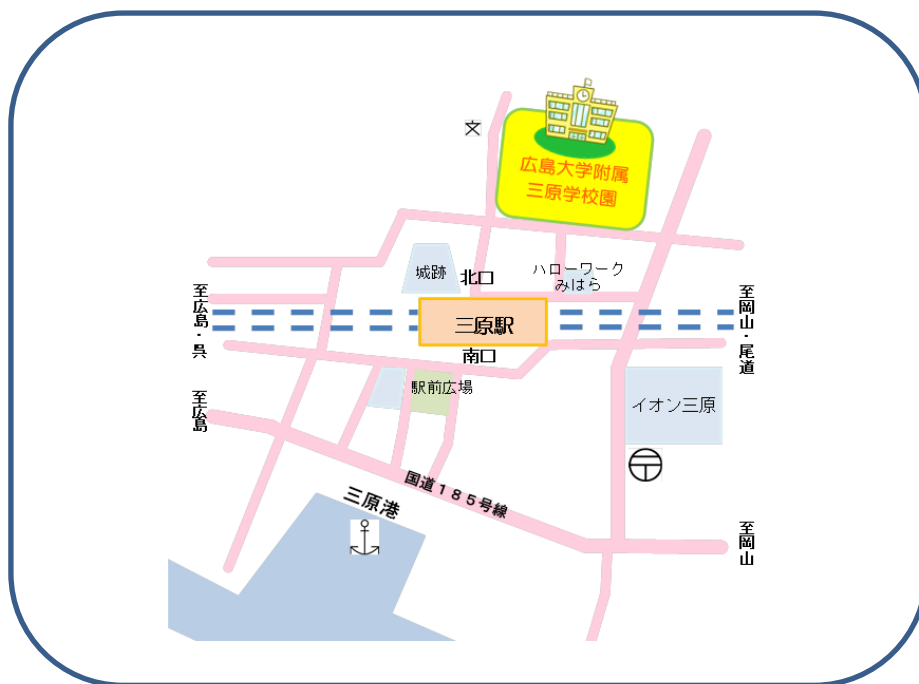 文
広島大学附属
三原学校園
城跡
北口
ハローワーク
みはら
至広島・呉
三原駅
至岡山・尾道
南口
駅前広場
イオン三原
至広島
国道185号線
三原港
至岡山